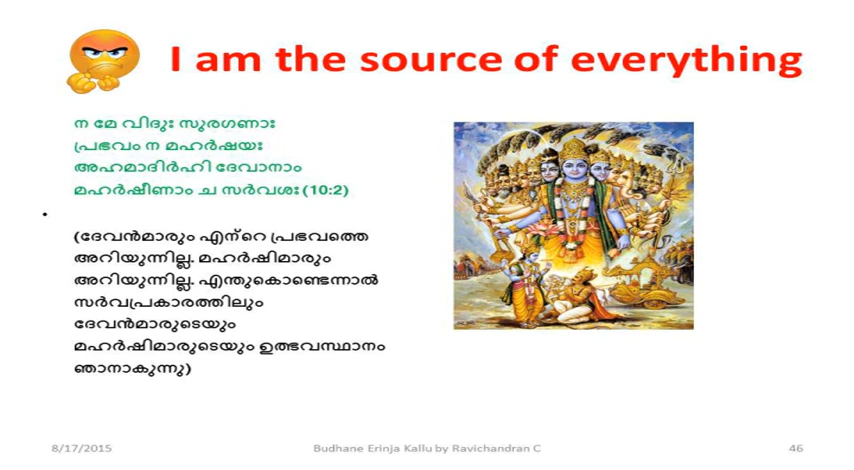 I am the source of everything
ന മേ വിദുഃ സുരഗണാഃ
പ്രഭവം ന മഹർഷയഃ
അഹമാദിർഹി ദേവാനാം
മഹർഷീണാം ച സർവശഃ (10:2)
(ദേവൻമാരും എന്റെ പ്രഭവത്തെ
അറിയുന്നില്ല. മഹർഷിമാരും
അറിയുന്നില്ല. എന്തുകൊണ്ടെന്നാൽ
സർവപ്രകാരത്തിലും
ദേവൻമാരുടെയും
മഹർഷിമാരുടെയും ഉത്ഭവസ്ഥാനം
ഞാനാകുന്നു)
8/17/2015 Budhane Erinja Kallu by Ravichandran C 46